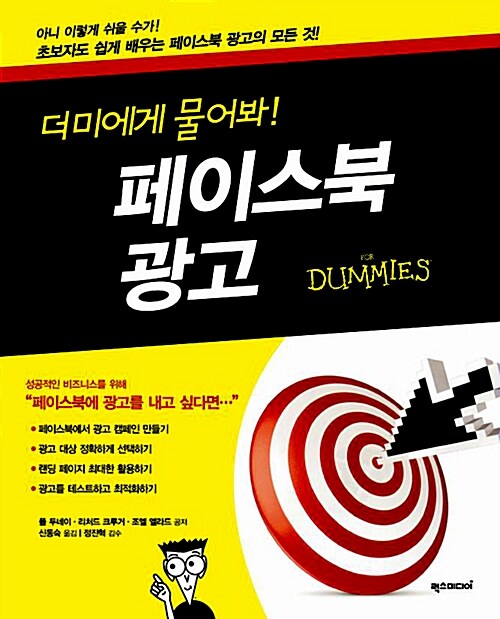 아니 이렇게 쉬울 수가!
초보자도 쉽게 배우는 페이스북 광고의 모든 것!
더미에게 물어봐!
페이스북
광고
FOR
DUMMIES
성공적인 비즈니스를 위해
“페이스북에 광고를 내고 싶다면…”
• 페이스북에서 광고 캠페인 만들기
• 광고 대상 정확하게 선택하기
• 랜딩 페이지 최대한 활용하기
• 광고를 테스트하고 최적화하기
폴 두네이 · 리처드 크루거 · 조엘 엘라드 공저
신동숙 옮김 | 정진혁 감수
럭스미디어